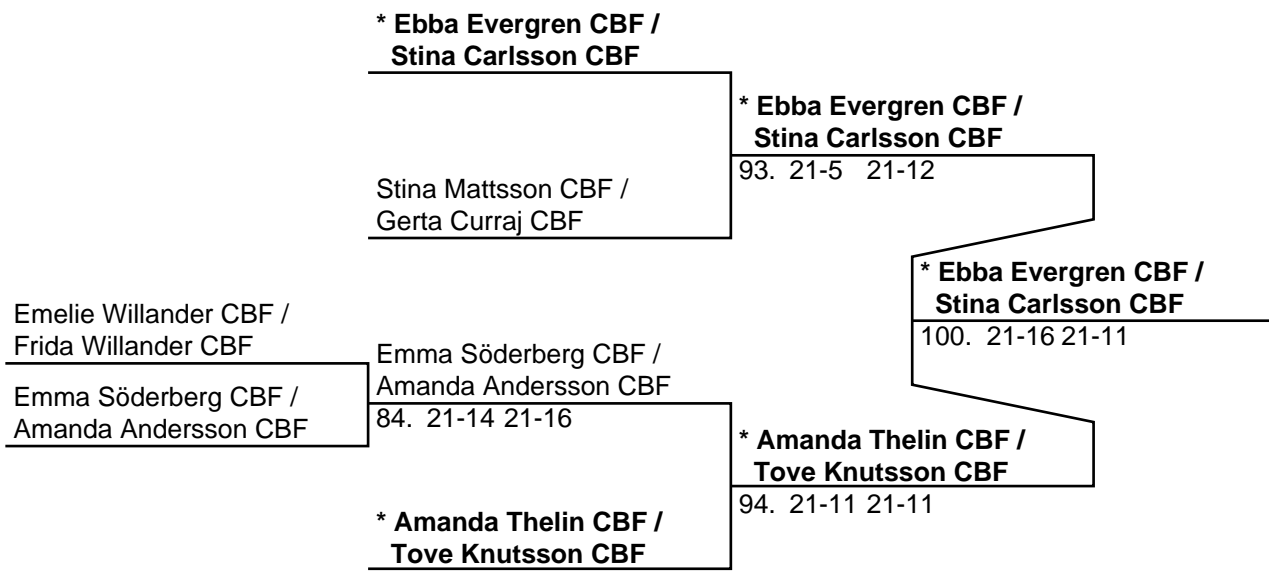 * Ebba Evergren CBF /
Stina Carlsson CBF
* Ebba Evergren CBF /
Stina Carlsson CBF
93. 21-5 21-12
Stina Mattsson CBF /
Gerta Curraj CBF
* Ebba Evergren CBF /
Stina Carlsson CBF
100. 21-16 21-11
Emelie Willander CBF /
Frida Willander CBF
Emma Söderberg CBF /
Amanda Andersson CBF
84. 21-14 21-16
Emma Söderberg CBF /
Amanda Andersson CBF
* Amanda Thelin CBF /
Tove Knutsson CBF
94. 21-11 21-11
* Amanda Thelin CBF /
Tove Knutsson CBF